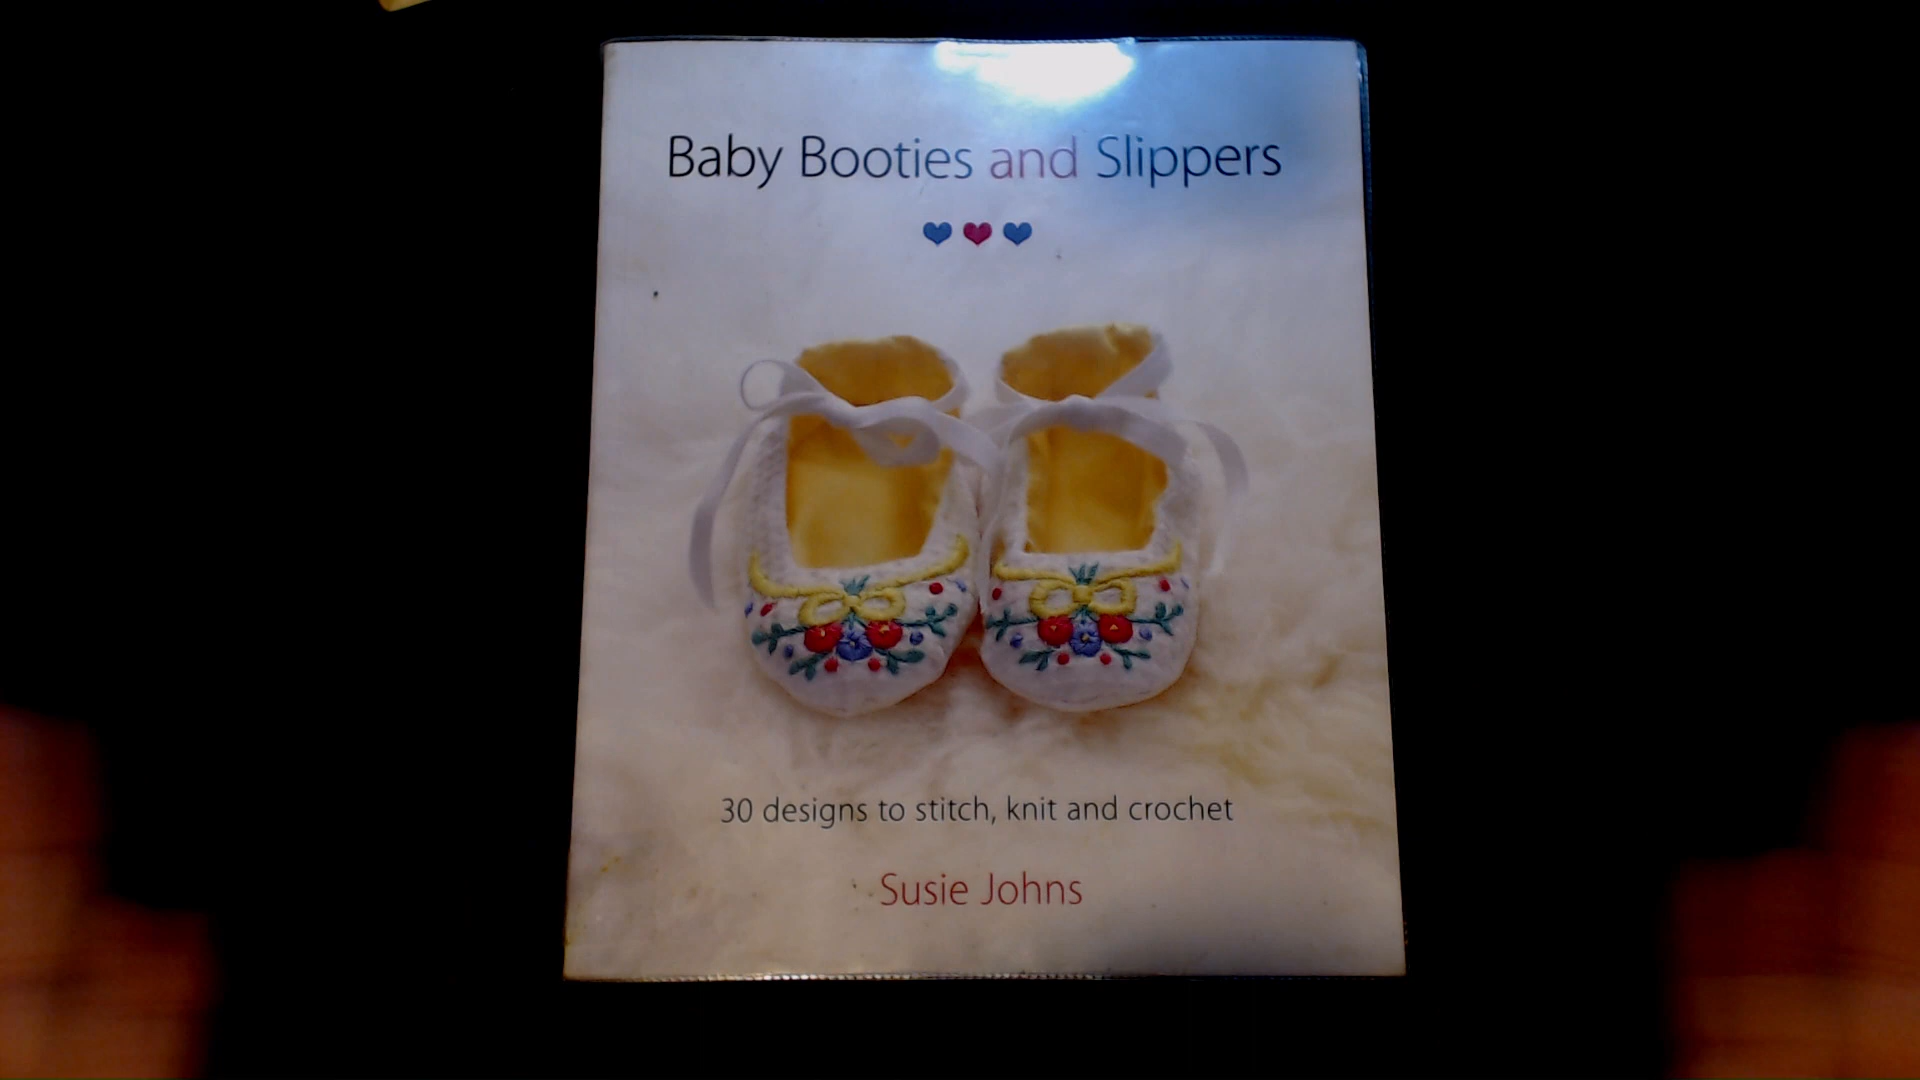 Baby Booties and Slippers
30 designs to stitch, knit and crochet
Susie Johns